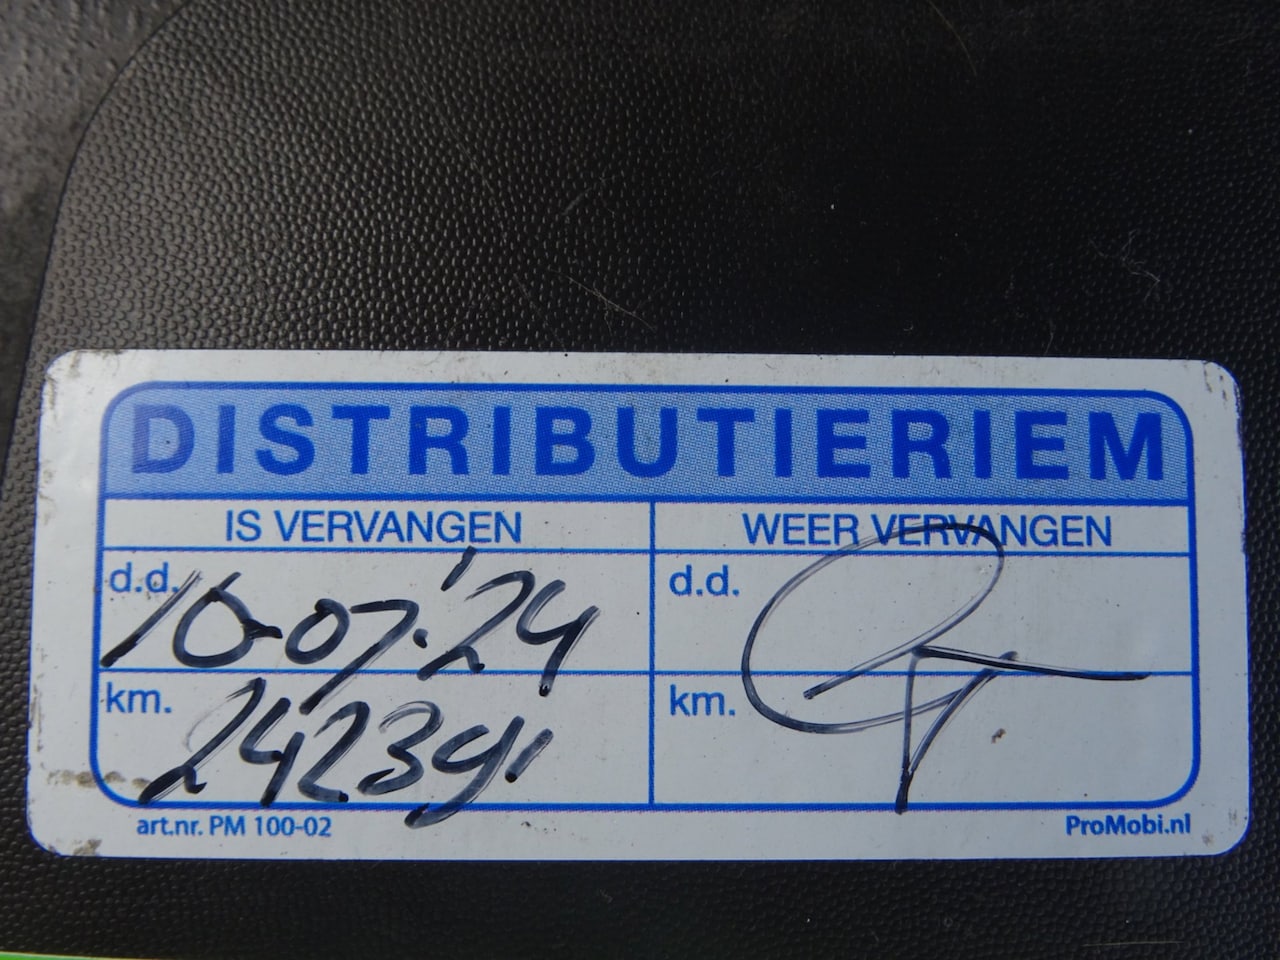 DISTRIBUTIERIEM
IS VERVANGEN
WEER VERVANGEN
d.d. 10-07-'24
d.d.
km. 242391
km.
art.nr. PM 100-02
ProMobi.nl